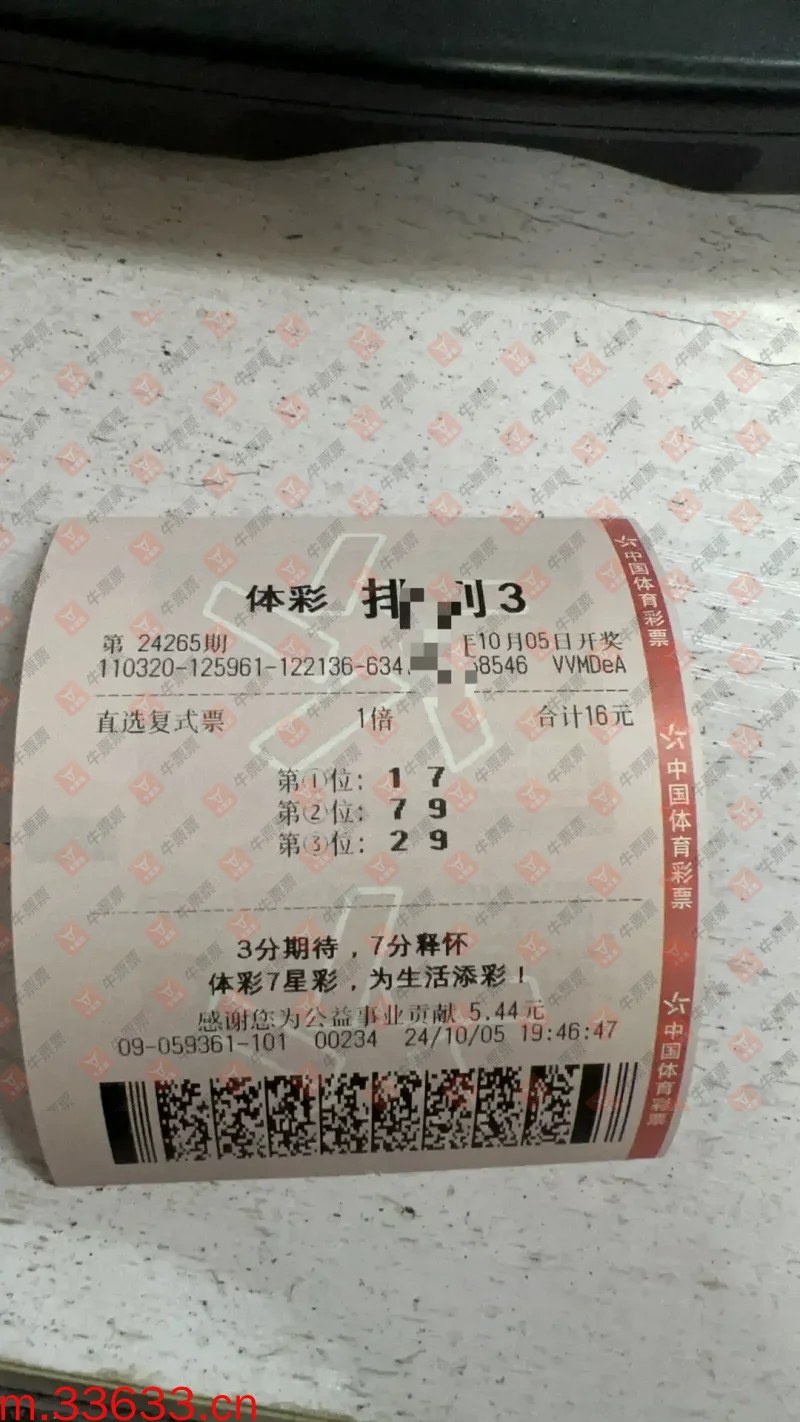 体彩 排 列3
第 24265期 年10月05日开奖
110320-125961-122136-634 58546 VVMDeA
直选复式票 1倍 合计16元
第①位: 1 7
第②位: 7 9
第③位: 2 9
3分期待，7分释怀
体彩7星彩，为生活添彩！
感谢您为公益事业贡献 5.44元
09-059361-101 00234 24/10/05 19:46:47
中国体育彩票
中国体育彩票
中国体育彩票
牛票票
m.33633.cn